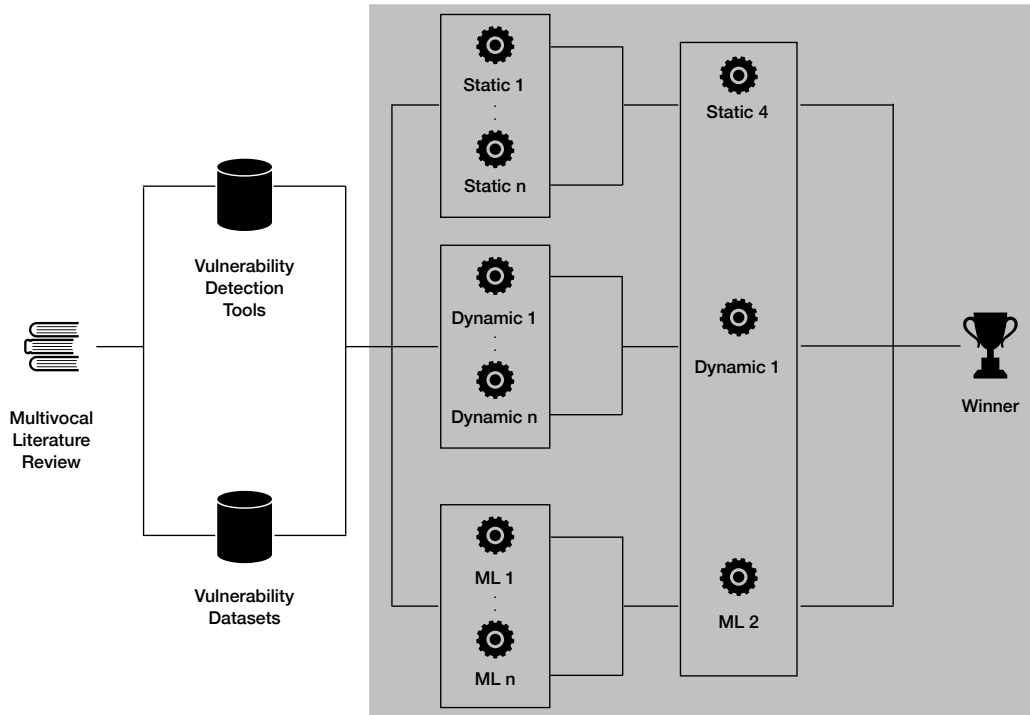 Multivocal
Literature
Review
Vulnerability
Detection
Tools
Vulnerability
Datasets
Static 1
Static n
Dynamic 1
Dynamic n
ML 1
ML n
Static 4
Dynamic 1
ML 2
Winner